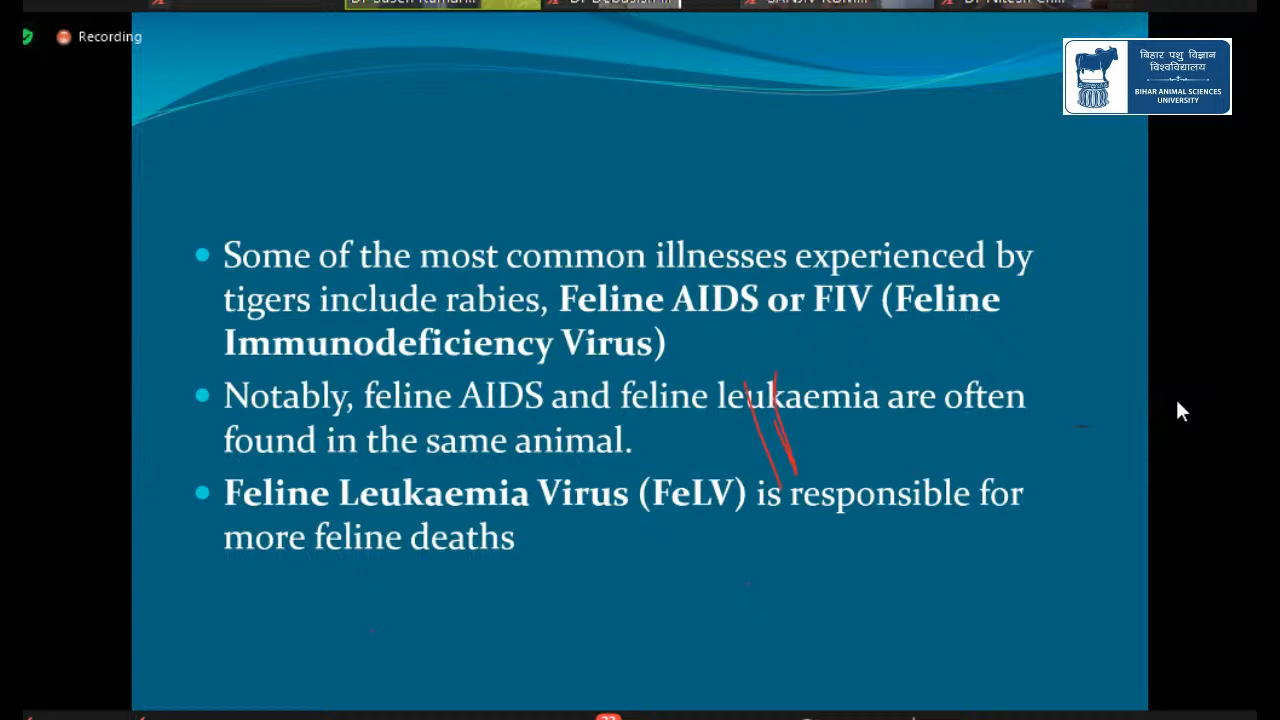 Recording
बिहार पशु विज्ञान
विश्वविद्यालय
BIHAR ANIMAL SCIENCES
UNIVERSITY
• Some of the most common illnesses experienced by
tigers include rabies, Feline AIDS or FIV (Feline
Immunodeficiency Virus)
• Notably, feline AIDS and feline leukaemia are often
found in the same animal.
• Feline Leukaemia Virus (FeLV) is responsible for
more feline deaths